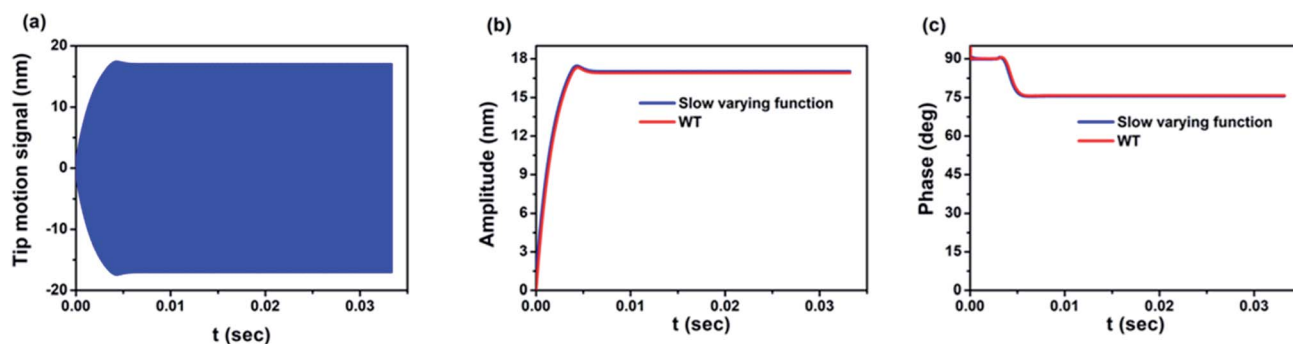 (a)
Tip motion signal (nm)
20
10
0
-10
-20
0.00 0.01 0.02 0.03
t (sec)
(b)
Amplitude (nm)
18
15
12
9
6
3
0
Slow varying function
WT
0.00 0.01 0.02 0.03
t (sec)
(c)
Phase (deg)
90
75
60
45
30
15
0
Slow varying function
WT
0.00 0.01 0.02 0.03
t (sec)